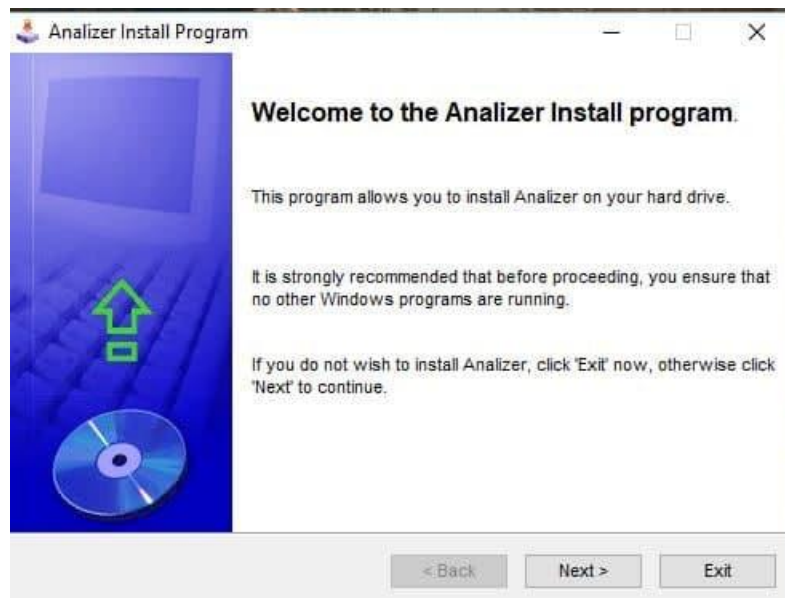 Analizer Install Program
Welcome to the Analizer Install program.
This program allows you to install Analizer on your hard drive.
It is strongly recommended that before proceeding, you ensure that
no other Windows programs are running.
If you do not wish to install Analizer, click 'Exit' now, otherwise click
'Next' to continue.
< Back
Next >
Exit